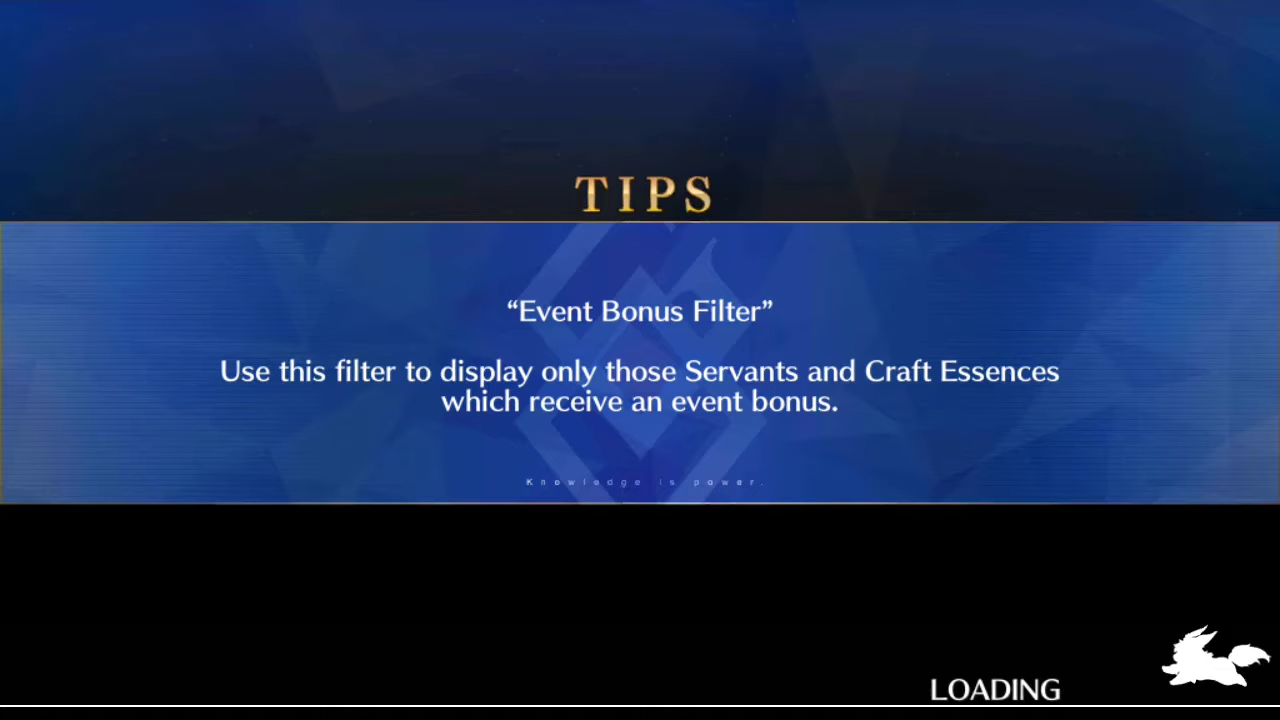 TIPS
“Event Bonus Filter”
Use this filter to display only those Servants and Craft Essences
which receive an event bonus.
Knowledge is power.
LOADING